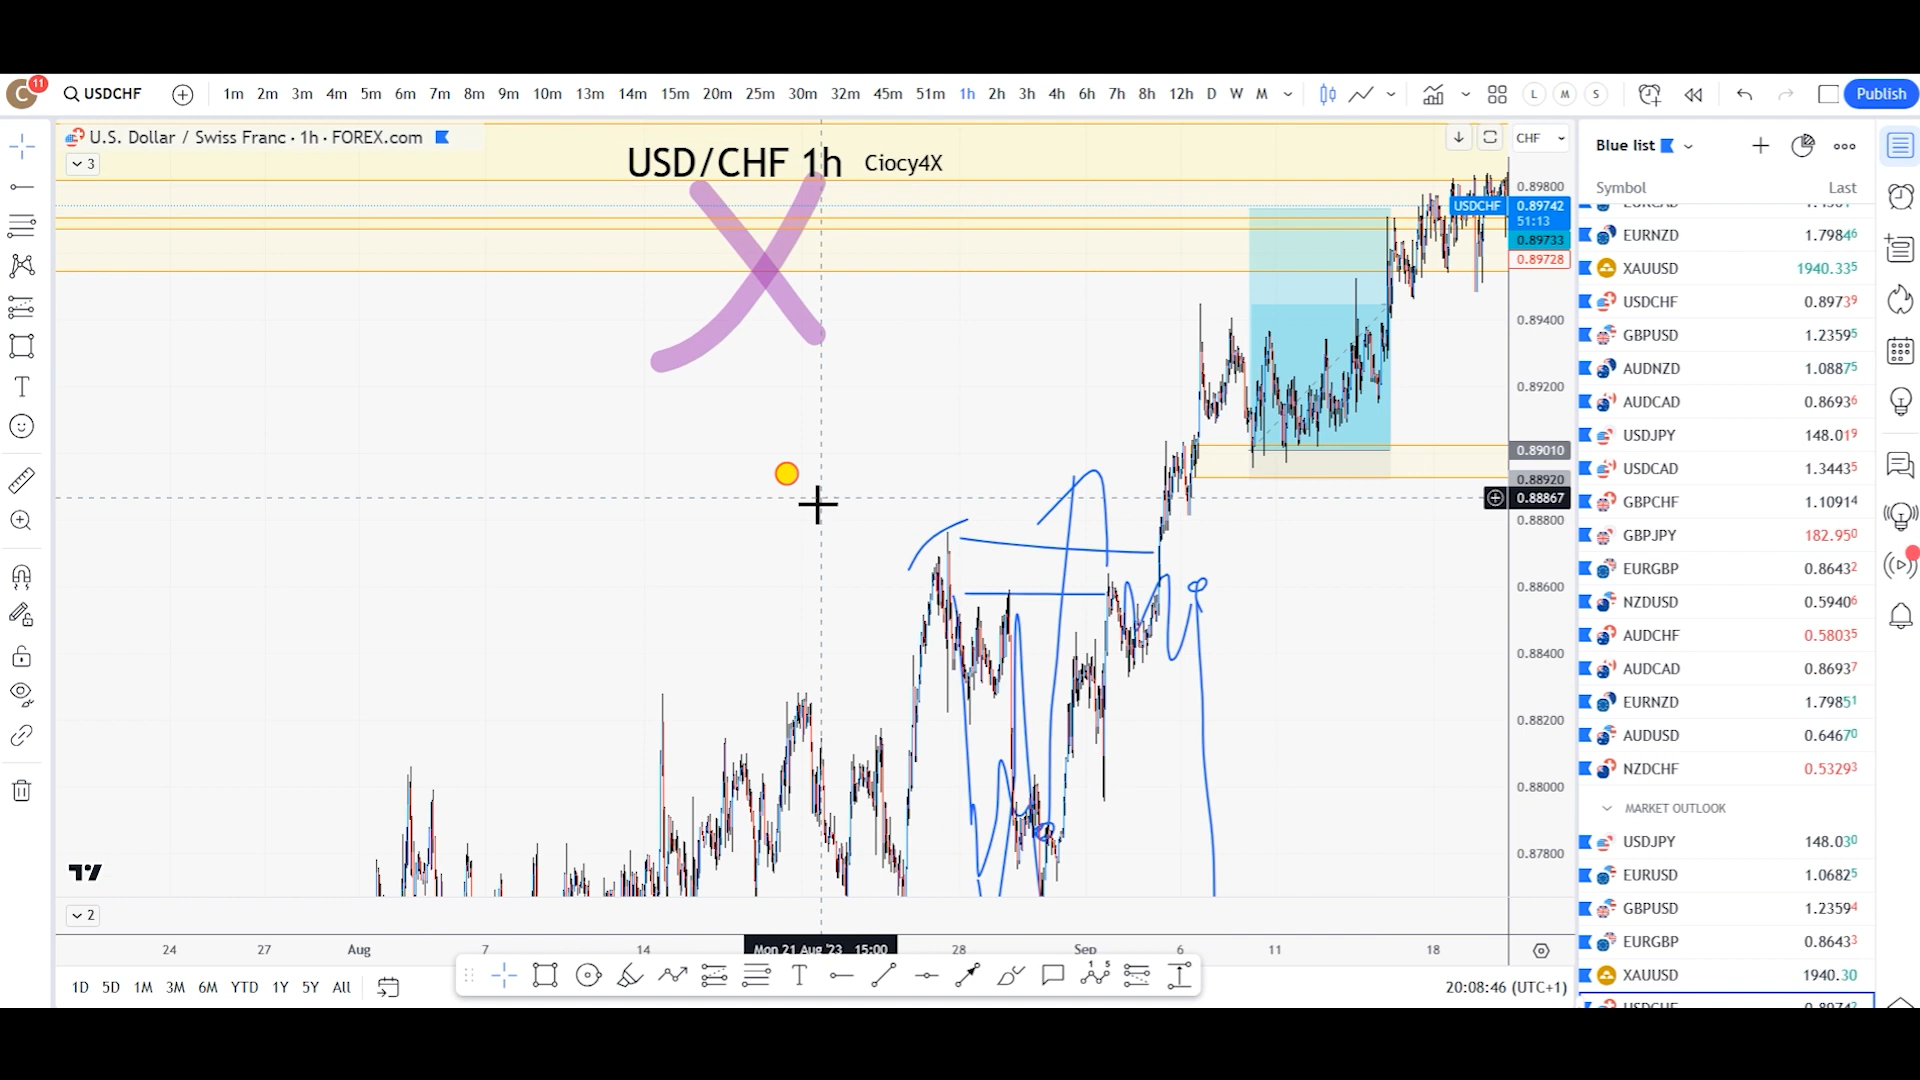 C 11 USDCHF 1m 2m 3m 4m 5m 6m 7m 8m 9m 10m 13m 14m 15m 20m 25m 30m 32m 45m 51m 1h 2h 3h 4h 6h 7h 8h 12h D W M L M S Publish
U.S. Dollar / Swiss Franc · 1h · FOREX.com
3
USD/CHF 1h Ciocy4X
CHF
0.89800
USDCHF 0.89742
51:13
0.89733
0.89728
0.89400
0.89200
0.89010
0.88920
0.88867
0.88800
0.88600
0.88400
0.88200
0.88000
0.87800
2
24 27 Aug 7 14 Mon 21 Aug '23 15:00 28 Sep 6 11 18
1D 5D 1M 3M 6M YTD 1Y 5Y All
20:08:46 (UTC+1)
Blue list
Symbol Last
EURNZD 1.79846
XAUUSD 1940.335
USDCHF 0.89739
GBPUSD 1.23595
AUDNZD 1.08875
AUDCAD 0.86936
USDJPY 148.019
USDCAD 1.34435
GBPCHF 1.10914
GBPJPY 182.950
EURGBP 0.86432
NZDUSD 0.59406
AUDCHF 0.58035
AUDCAD 0.86937
EURNZD 1.79851
AUDUSD 0.64670
NZDCHF 0.53293
MARKET OUTLOOK
USDJPY 148.030
EURUSD 1.06825
GBPUSD 1.23594
EURGBP 0.86433
XAUUSD 1940.30
USDCHF 0.89742